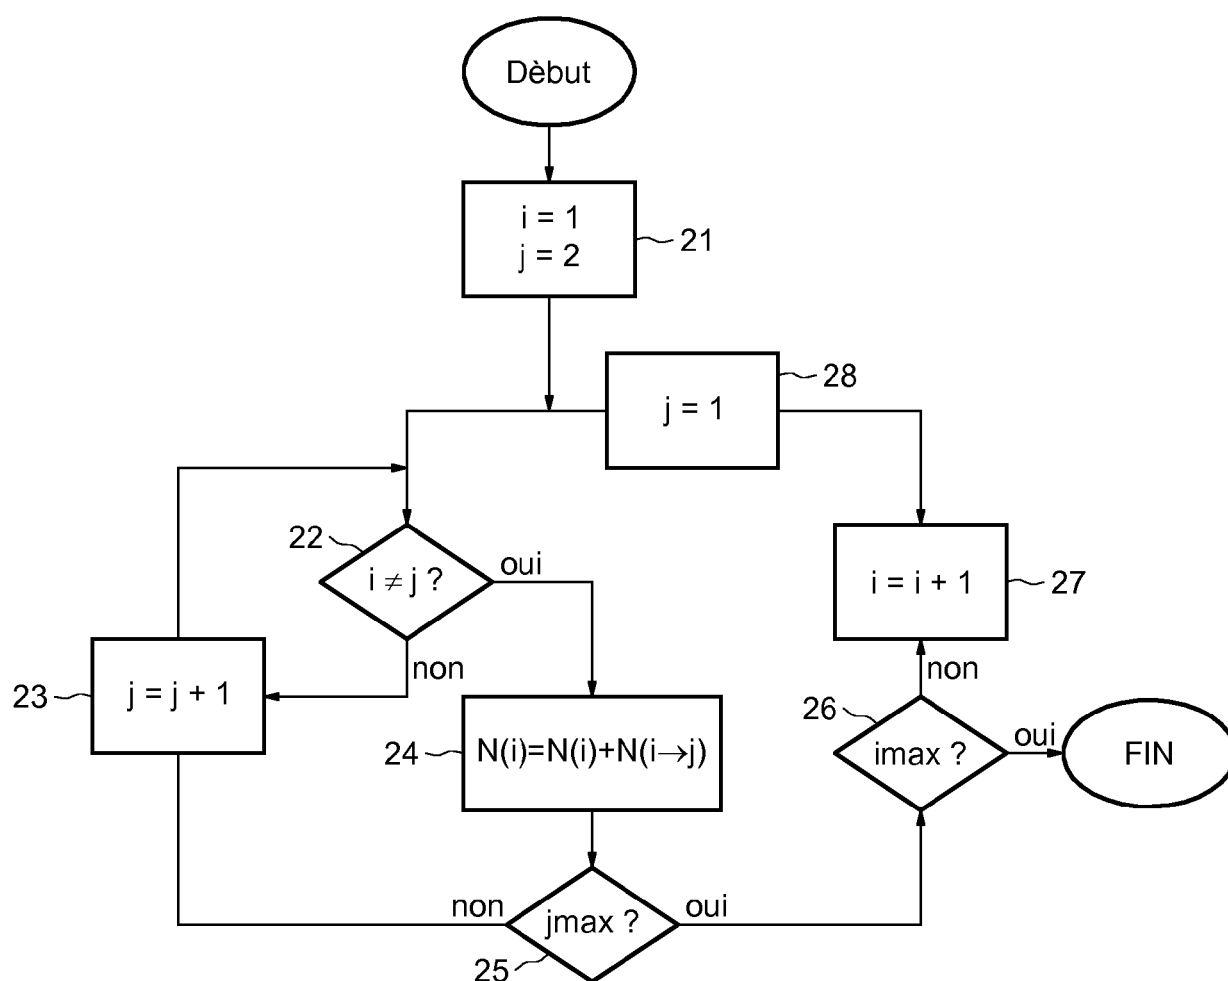 Dèbut
i = 1
j = 2
21
j = 1
28
22
i ≠ j ?
oui
non
i = i + 1
27
23
j = j + 1
24
N(i)=N(i)+N(i→j)
non
26
imax ?
oui
FIN
non
jmax ?
oui
25